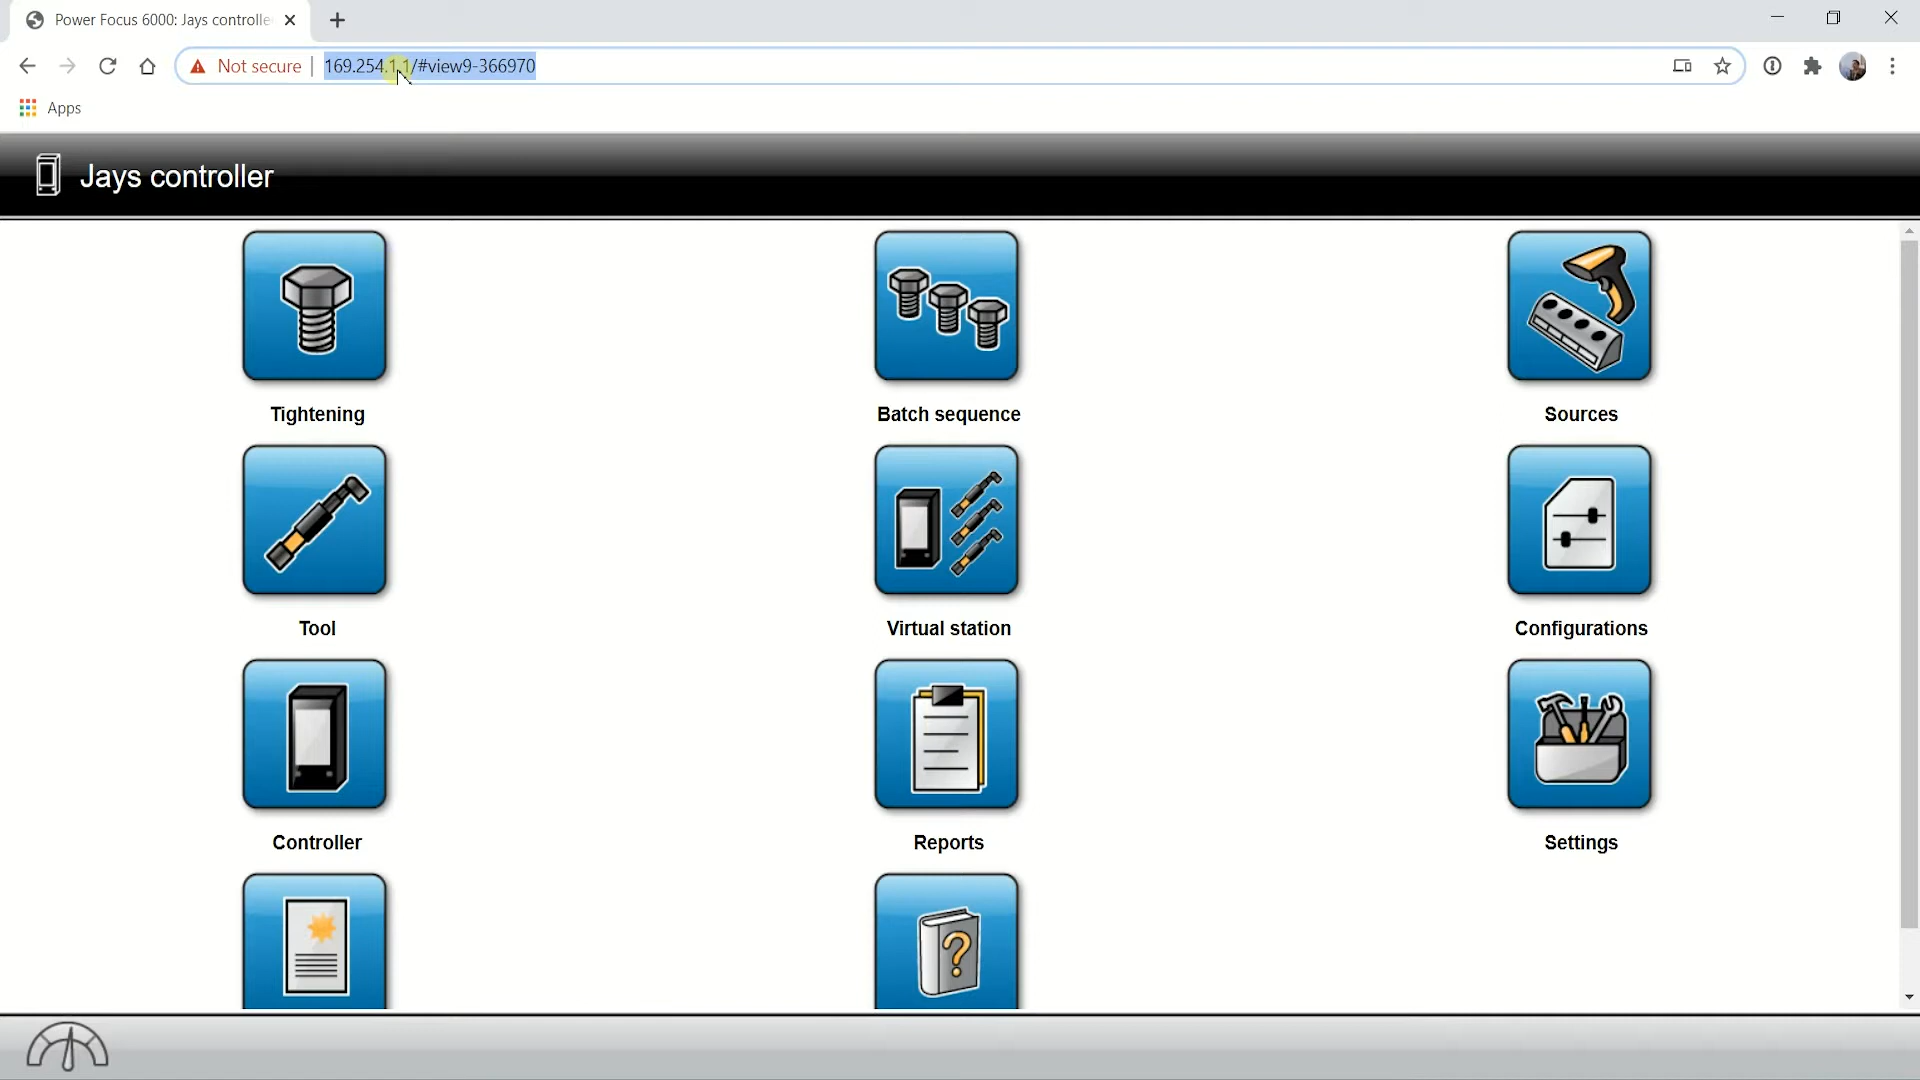 Power Focus 6000: Jays controlle
Not secure
169.254.1.1/#view9-366970
Apps
Jays controller
Tightening
Batch sequence
Sources
Tool
Virtual station
Configurations
Controller
Reports
Settings